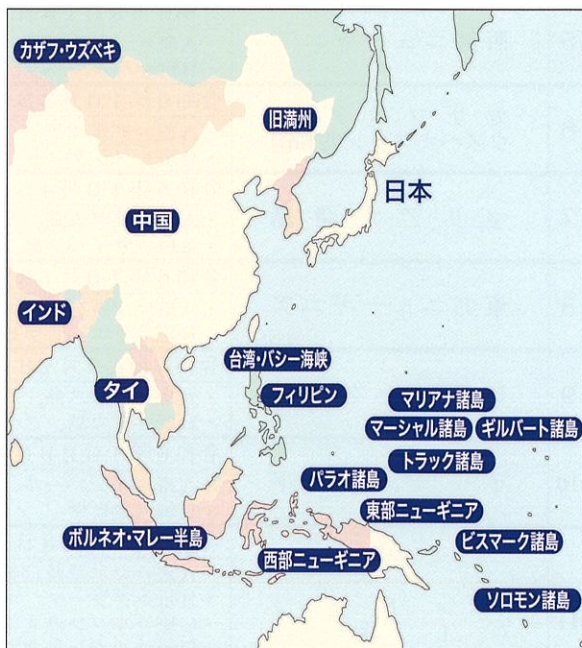 カザフ・ウズベキ
旧満州
日本
中国
インド
台湾・バシー海峡
タイ
フィリピン
マリアナ諸島
マーシャル諸島
ギルバート諸島
トラック諸島
パラオ諸島
東部ニューギニア
ボルネオ・マレー半島
ビスマーク諸島
西部ニューギニア
ソロモン諸島